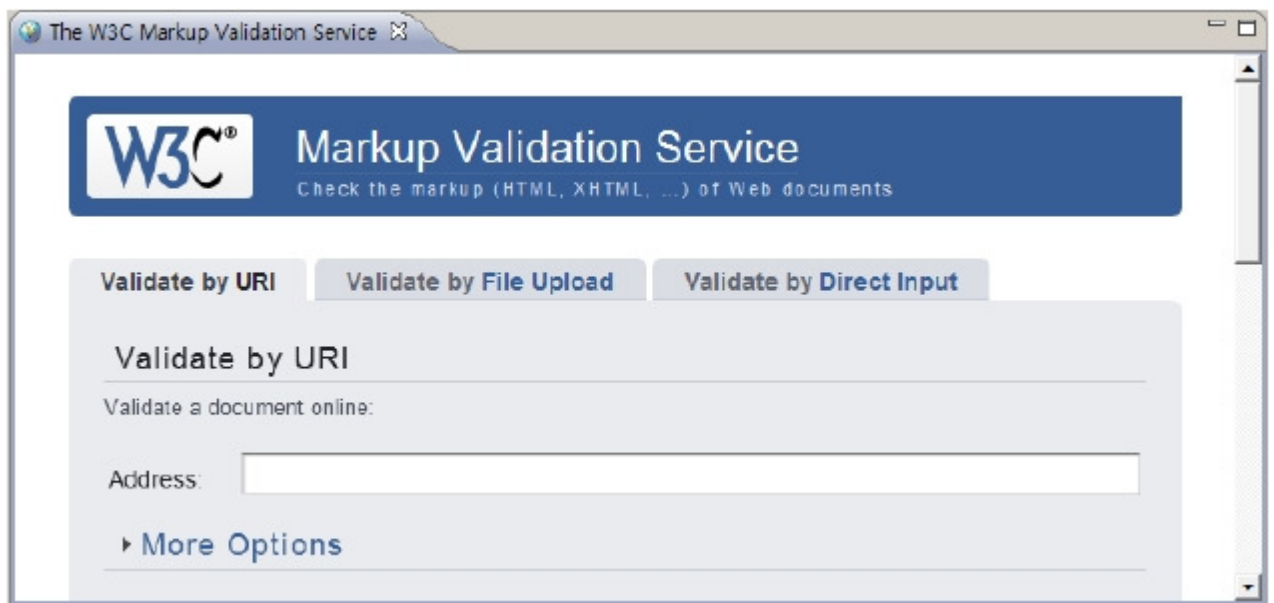 The W3C Markup Validation Service
W3C®
Markup Validation Service
Check the markup (HTML, XHTML, ...) of Web documents
Validate by URI
Validate by File Upload
Validate by Direct Input
Validate by URI
Validate a document online:
Address:
More Options